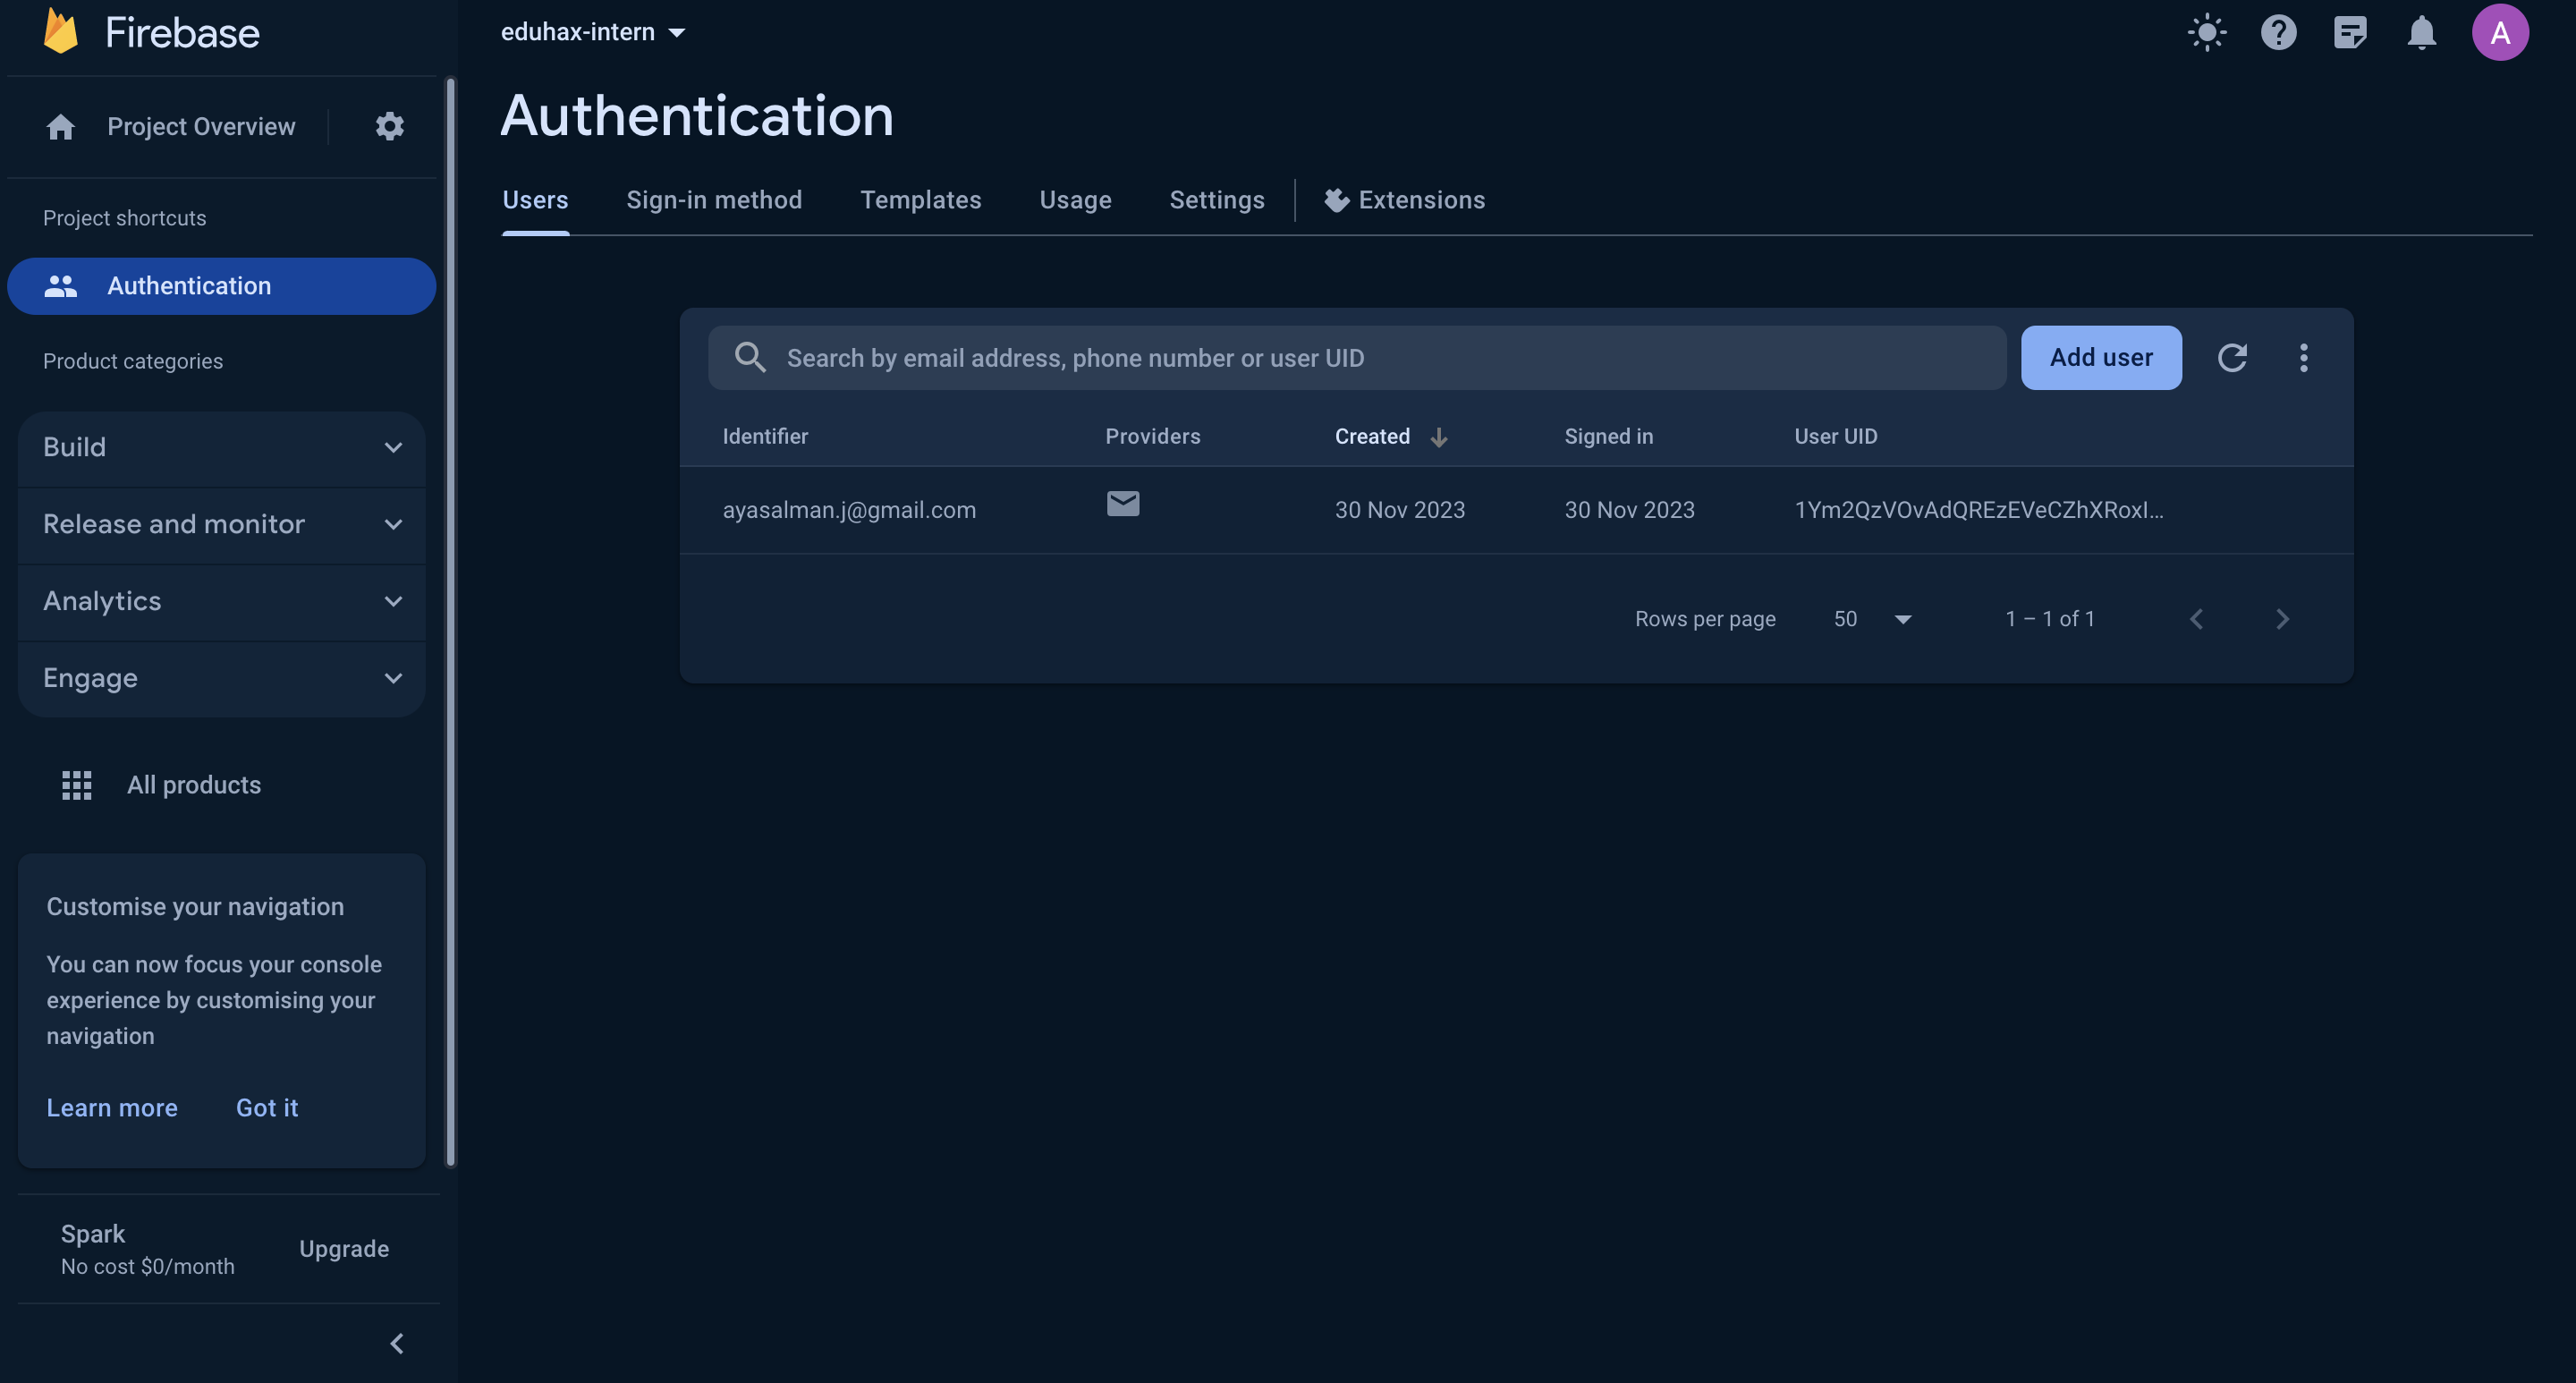 Firebase
Project Overview
Project shortcuts
Authentication
Product categories
Build
Release and monitor
Analytics
Engage
All products
Customise your navigation
You can now focus your console
experience by customising your
navigation
Learn more Got it
Spark
No cost $0/month
Upgrade
eduhax-intern
A
Authentication
Users Sign-in method Templates Usage Settings Extensions
Search by email address, phone number or user UID
Add user
Identifier Providers Created Signed in User UID
ayasalman.j@gmail.com 30 Nov 2023 30 Nov 2023 1Ym2QzVOvAdQREzEVeCZhXRoxI...
Rows per page 50 1 – 1 of 1